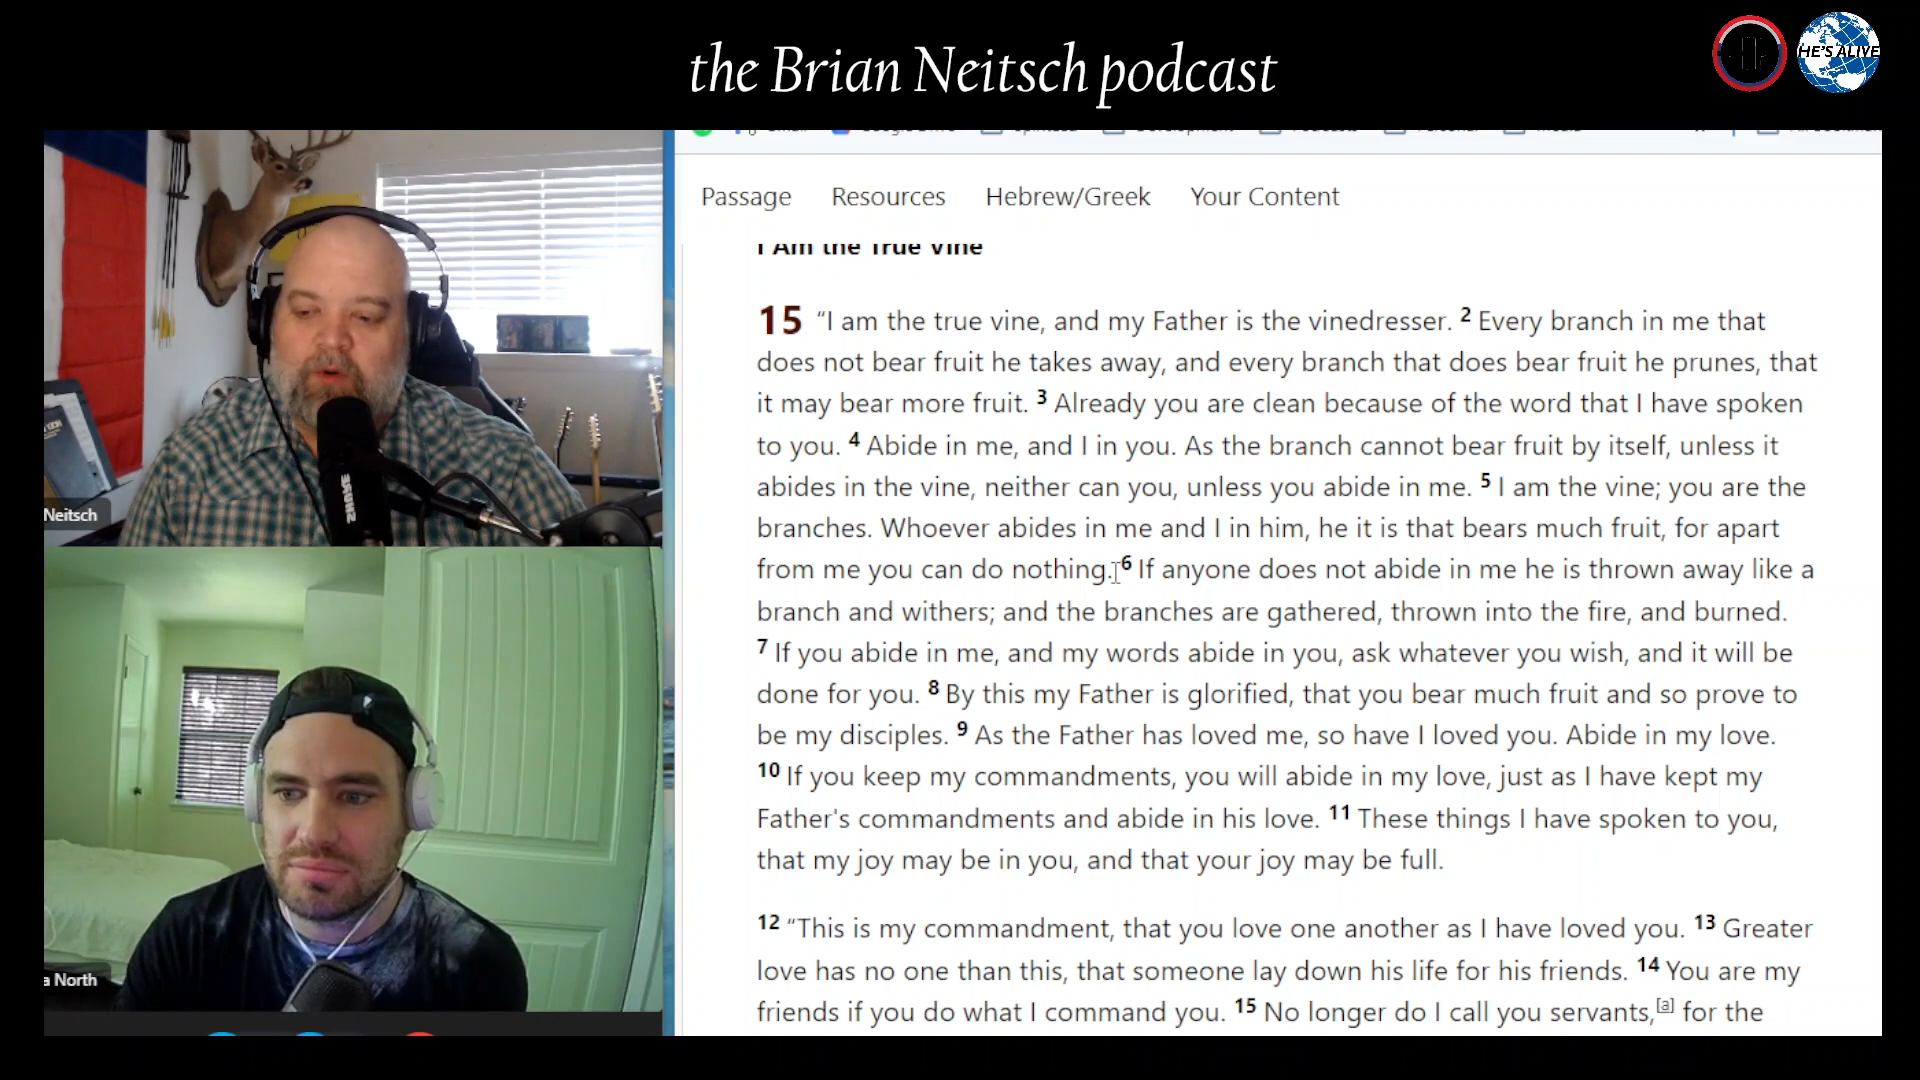 the Brian Neitsch podcast
HE'S ALIVE
Passage Resources Hebrew/Greek Your Content
I Am the True Vine
15 “I am the true vine, and my Father is the vinedresser. 2 Every branch in me that
does not bear fruit he takes away, and every branch that does bear fruit he prunes, that
it may bear more fruit. 3 Already you are clean because of the word that I have spoken
to you. 4 Abide in me, and I in you. As the branch cannot bear fruit by itself, unless it
abides in the vine, neither can you, unless you abide in me. 5 I am the vine; you are the
branches. Whoever abides in me and I in him, he it is that bears much fruit, for apart
from me you can do nothing. 6 If anyone does not abide in me he is thrown away like a
branch and withers; and the branches are gathered, thrown into the fire, and burned.
7 If you abide in me, and my words abide in you, ask whatever you wish, and it will be
done for you. 8 By this my Father is glorified, that you bear much fruit and so prove to
be my disciples. 9 As the Father has loved me, so have I loved you. Abide in my love.
10 If you keep my commandments, you will abide in my love, just as I have kept my
Father's commandments and abide in his love. 11 These things I have spoken to you,
that my joy may be in you, and that your joy may be full.
12 “This is my commandment, that you love one another as I have loved you. 13 Greater
love has no one than this, that someone lay down his life for his friends. 14 You are my
friends if you do what I command you. 15 No longer do I call you servants,[a] for the
Neitsch
SHURE
a North